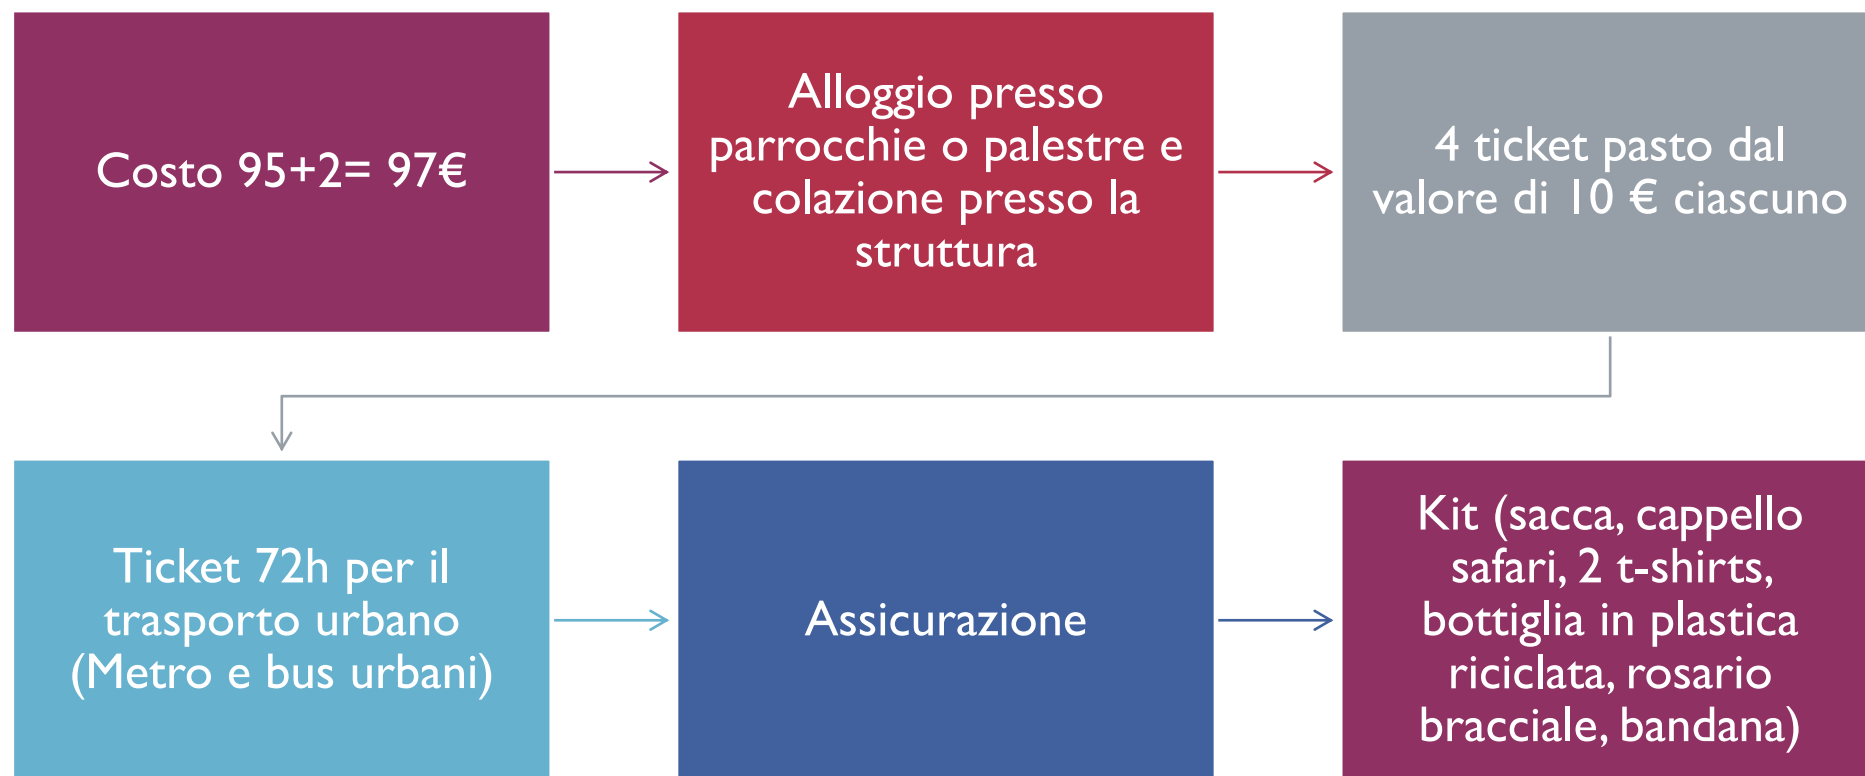 Costo 95+2= 97€
Alloggio presso
parrocchie o palestre e
colazione presso la
struttura
4 ticket pasto dal
valore di 10 € ciascuno
Ticket 72h per il
trasporto urbano
(Metro e bus urbani)
Assicurazione
Kit (sacca, cappello
safari, 2 t-shirts,
bottiglia in plastica
riciclata, rosario
bracciale, bandana)